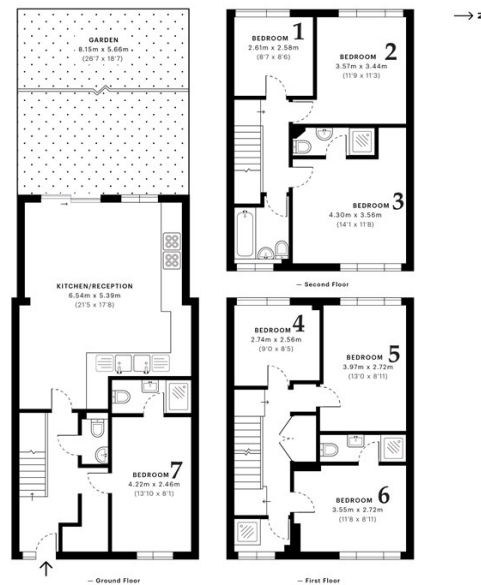 GARDEN
8.15m x 5.66m
(26'7 x 18'7)
KITCHEN/RECEPTION
6.54m x 5.39m
(21'5 x 17'8)
BEDROOM 7
4.22m x 2.46m
(13'10 x 8'1)
— Ground Floor
BEDROOM 1
2.61m x 2.58m
(8'7 x 8'6)
BEDROOM 2
3.57m x 3.44m
(11'9 x 11'3)
BEDROOM 3
4.30m x 3.56m
(14'1 x 11'8)
— Second Floor
BEDROOM 4
2.74m x 2.56m
(9'0 x 8'5)
BEDROOM 5
3.97m x 2.72m
(13'0 x 8'11)
BEDROOM 6
3.55m x 2.72m
(11'8 x 8'11)
— First Floor